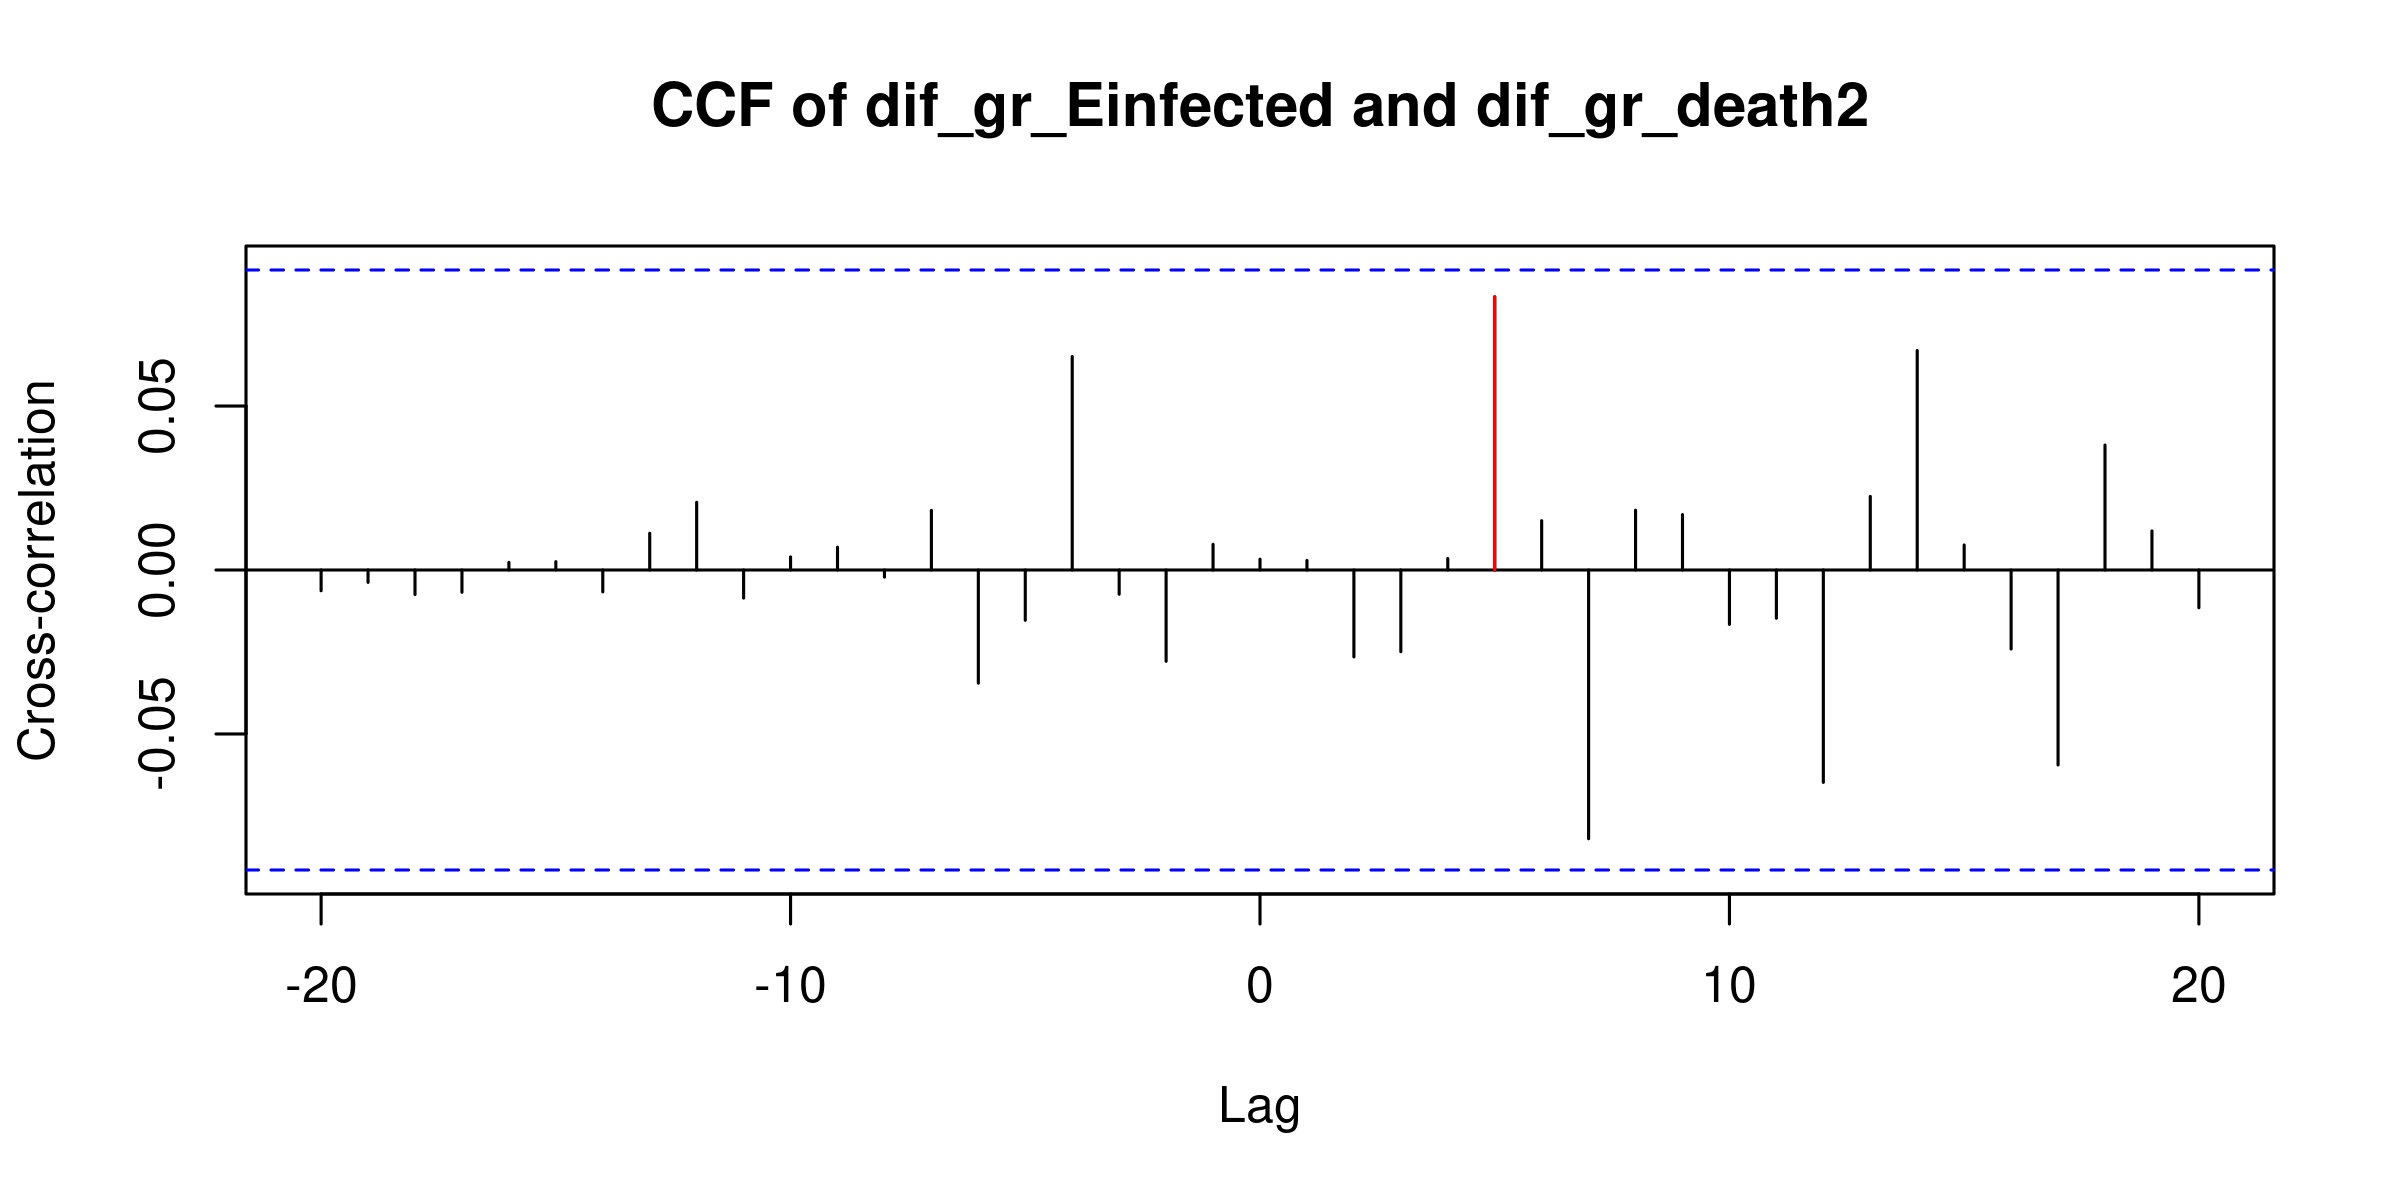 CCF of dif_gr_Einfected and dif_gr_death2
Cross-correlation
0.05
0.00
-0.05
-20
-10
0
10
20
Lag